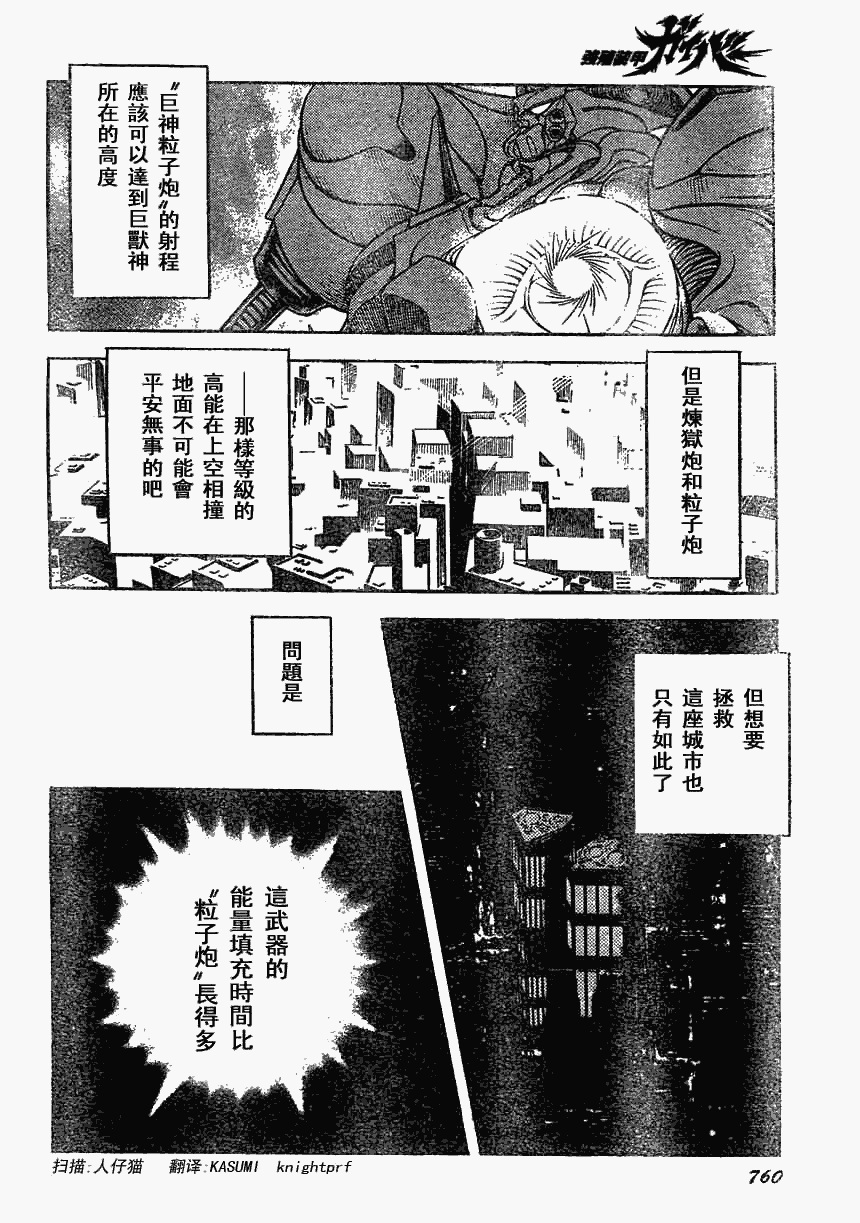 強殖装甲ガイバー
〝巨神粒子炮〞的射程
應該可以達到巨獸神
所在的高度
但是煉獄炮和粒子炮
——那樣等級的
高能在上空相撞
地面不可能會
平安無事的吧
但想要
拯救
這座城市也
只有如此了
問題是
這武器的
能量填充時間比
〝粒子炮〞長得多
扫描:人仔猫 翻译:KASUMI knightprf
760